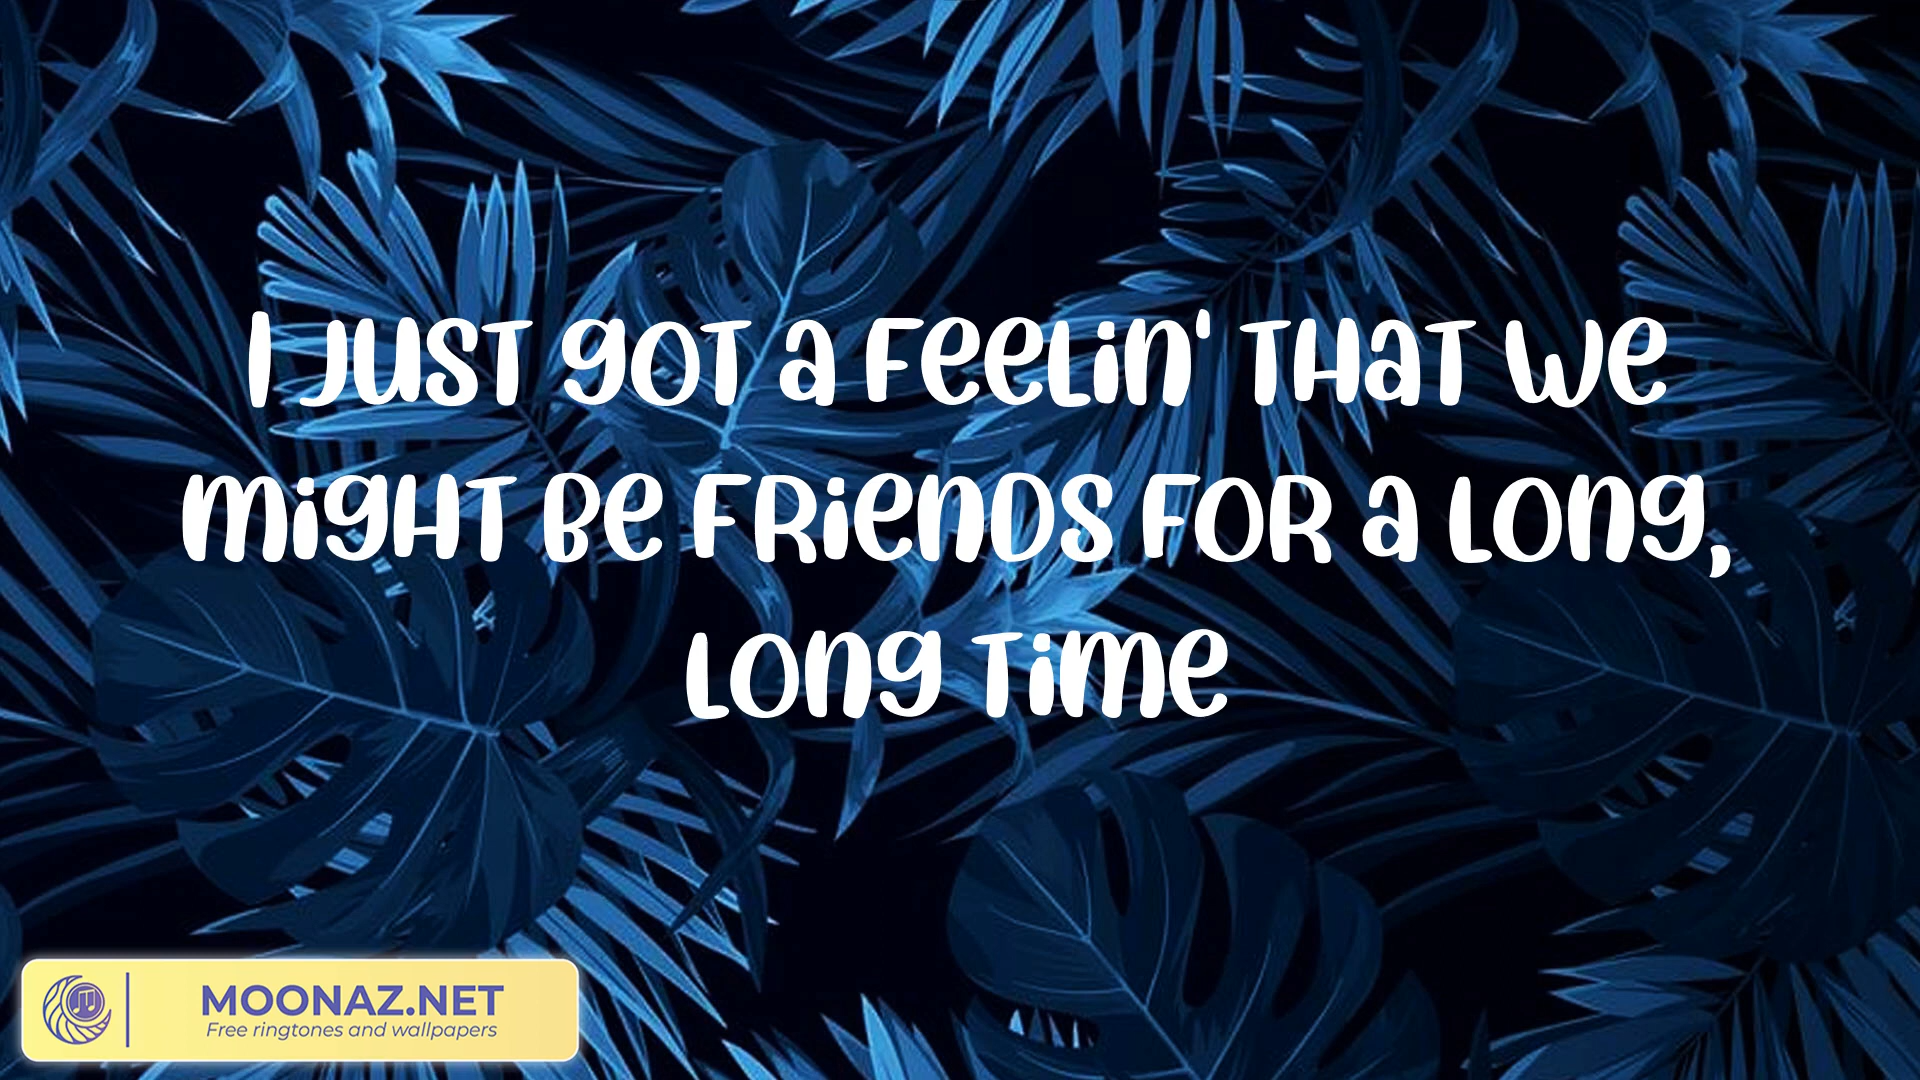 I JUST GOT A FEELIN' THAT WE
MIGHT BE FRIENDS FOR A LONG,
LONG TIME
MOONAZ.NET
Free ringtones and wallpapers